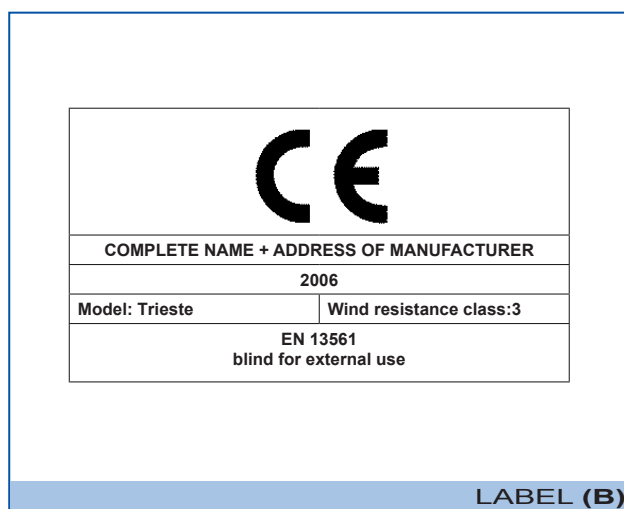 CE
COMPLETE NAME + ADDRESS OF MANUFACTURER
2006
Model: Trieste
Wind resistance class:3
EN 13561
blind for external use
LABEL (B)